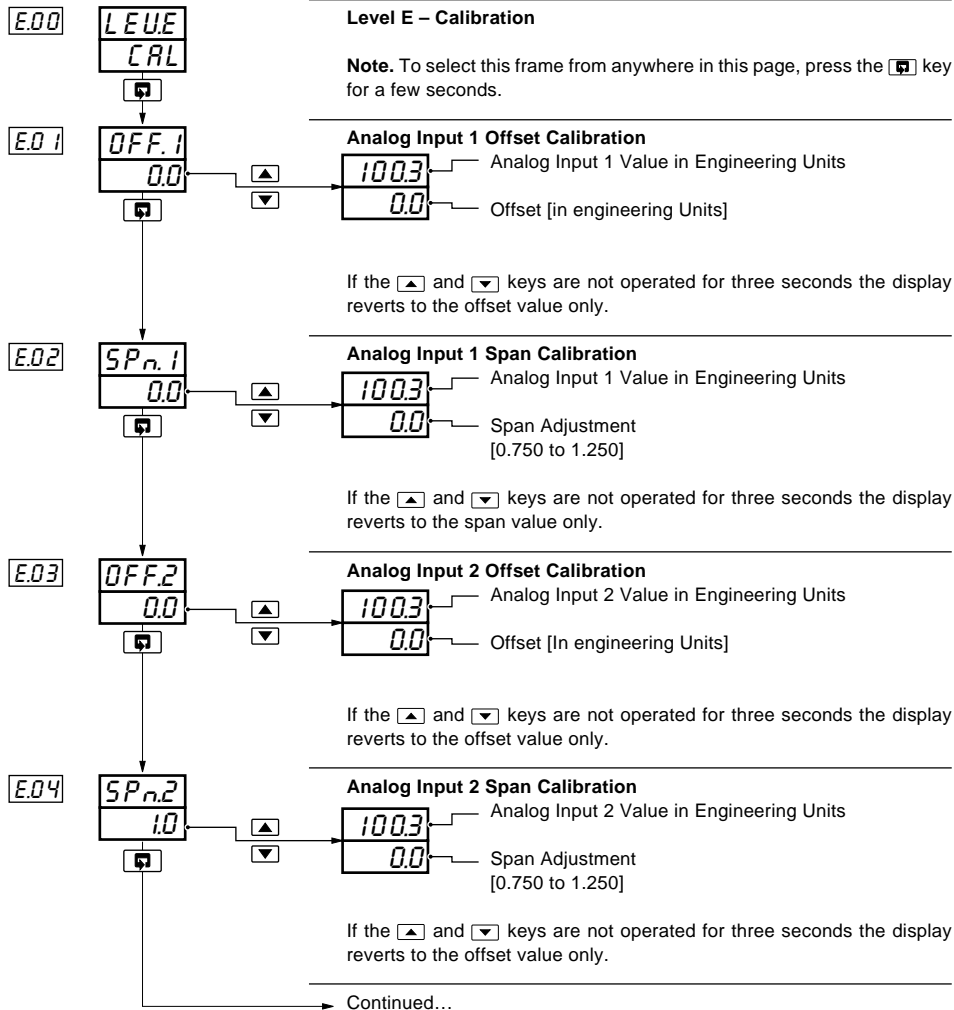 E.00
LEV.E
CAL
Level E – Calibration
Note. To select this frame from anywhere in this page, press the key
for a few seconds.
E.01
OFF.1
0.0
Analog Input 1 Offset Calibration
100.3
Analog Input 1 Value in Engineering Units
0.0
Offset [in engineering Units]
If the ▲ and ▼ keys are not operated for three seconds the display
reverts to the offset value only.
E.02
SPn.1
0.0
Analog Input 1 Span Calibration
100.3
Analog Input 1 Value in Engineering Units
0.0
Span Adjustment
[0.750 to 1.250]
If the ▲ and ▼ keys are not operated for three seconds the display
reverts to the span value only.
E.03
OFF.2
0.0
Analog Input 2 Offset Calibration
100.3
Analog Input 2 Value in Engineering Units
0.0
Offset [In engineering Units]
If the ▲ and ▼ keys are not operated for three seconds the display
reverts to the offset value only.
E.04
SPn.2
1.0
Analog Input 2 Span Calibration
100.3
Analog Input 2 Value in Engineering Units
0.0
Span Adjustment
[0.750 to 1.250]
If the ▲ and ▼ keys are not operated for three seconds the display
reverts to the offset value only.
Continued…